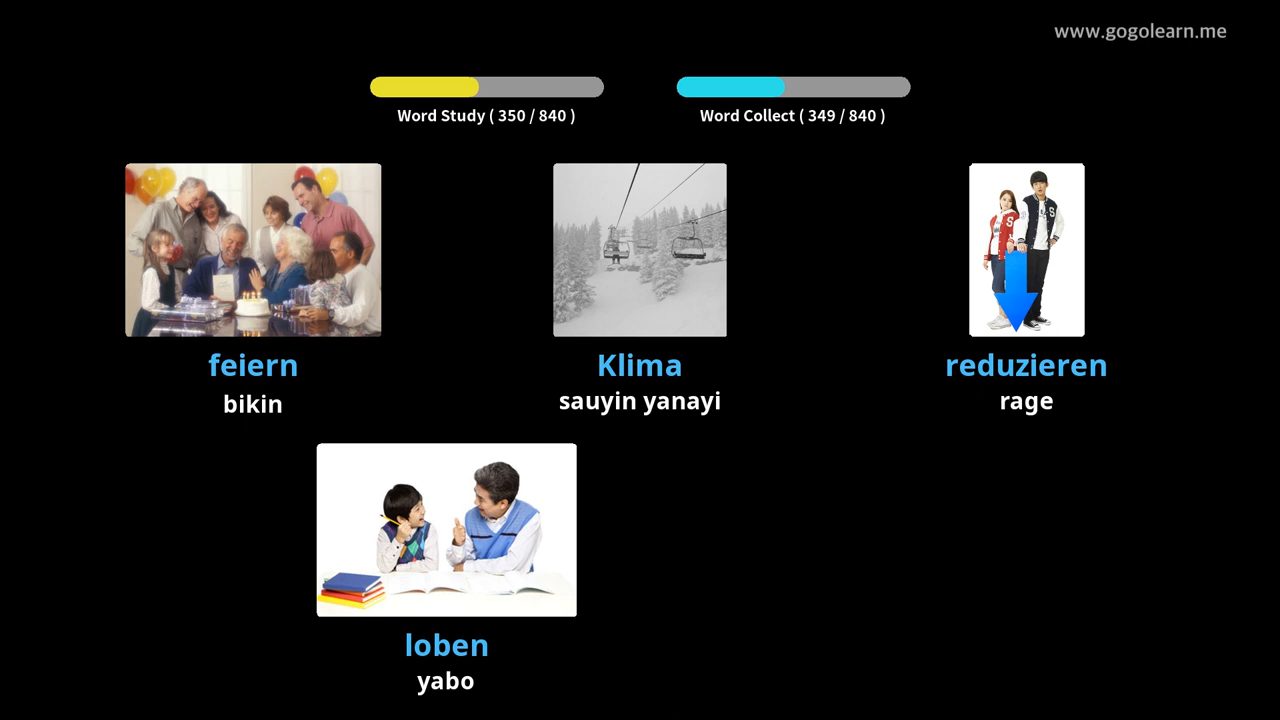 www.gogolearn.me
Word Study ( 350 / 840 )
Word Collect ( 349 / 840 )
feiern
bikin
Klima
sauyin yanayi
reduzieren
rage
loben
yabo